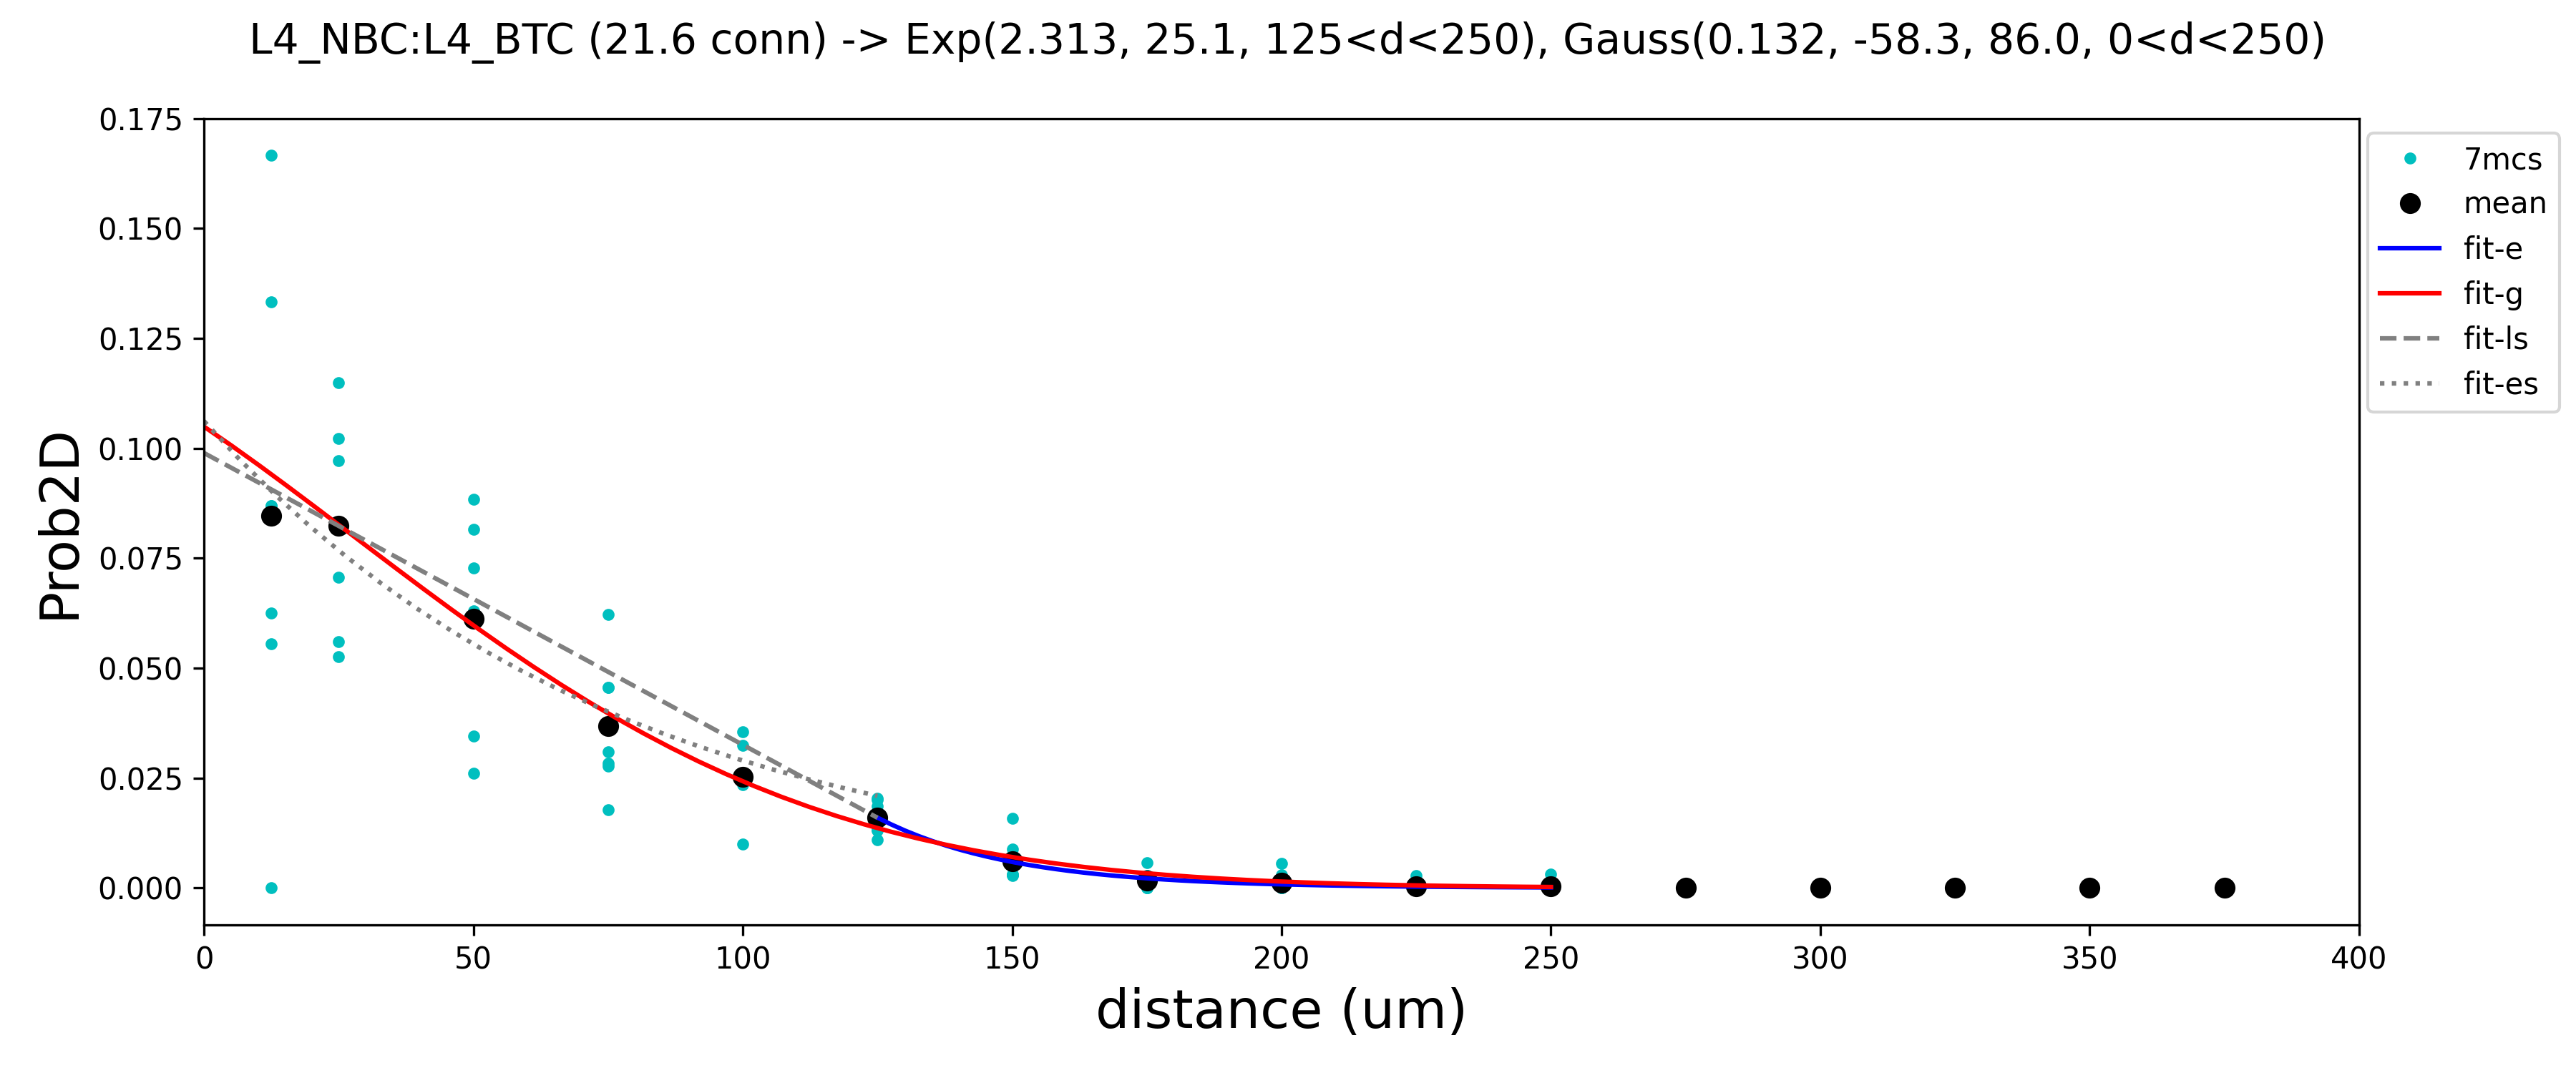 L4_NBC:L4_BTC (21.6 conn) -> Exp(2.313, 25.1, 125<d<250), Gauss(0.132, -58.3, 86.0, 0<d<250)
0.175
0.150
0.125
0.100
0.075
0.050
0.025
0.000
Prob2D
0 50 100 150 200 250 300 350 400
distance (um)
7mcs
mean
fit-e
fit-g
fit-ls
fit-es